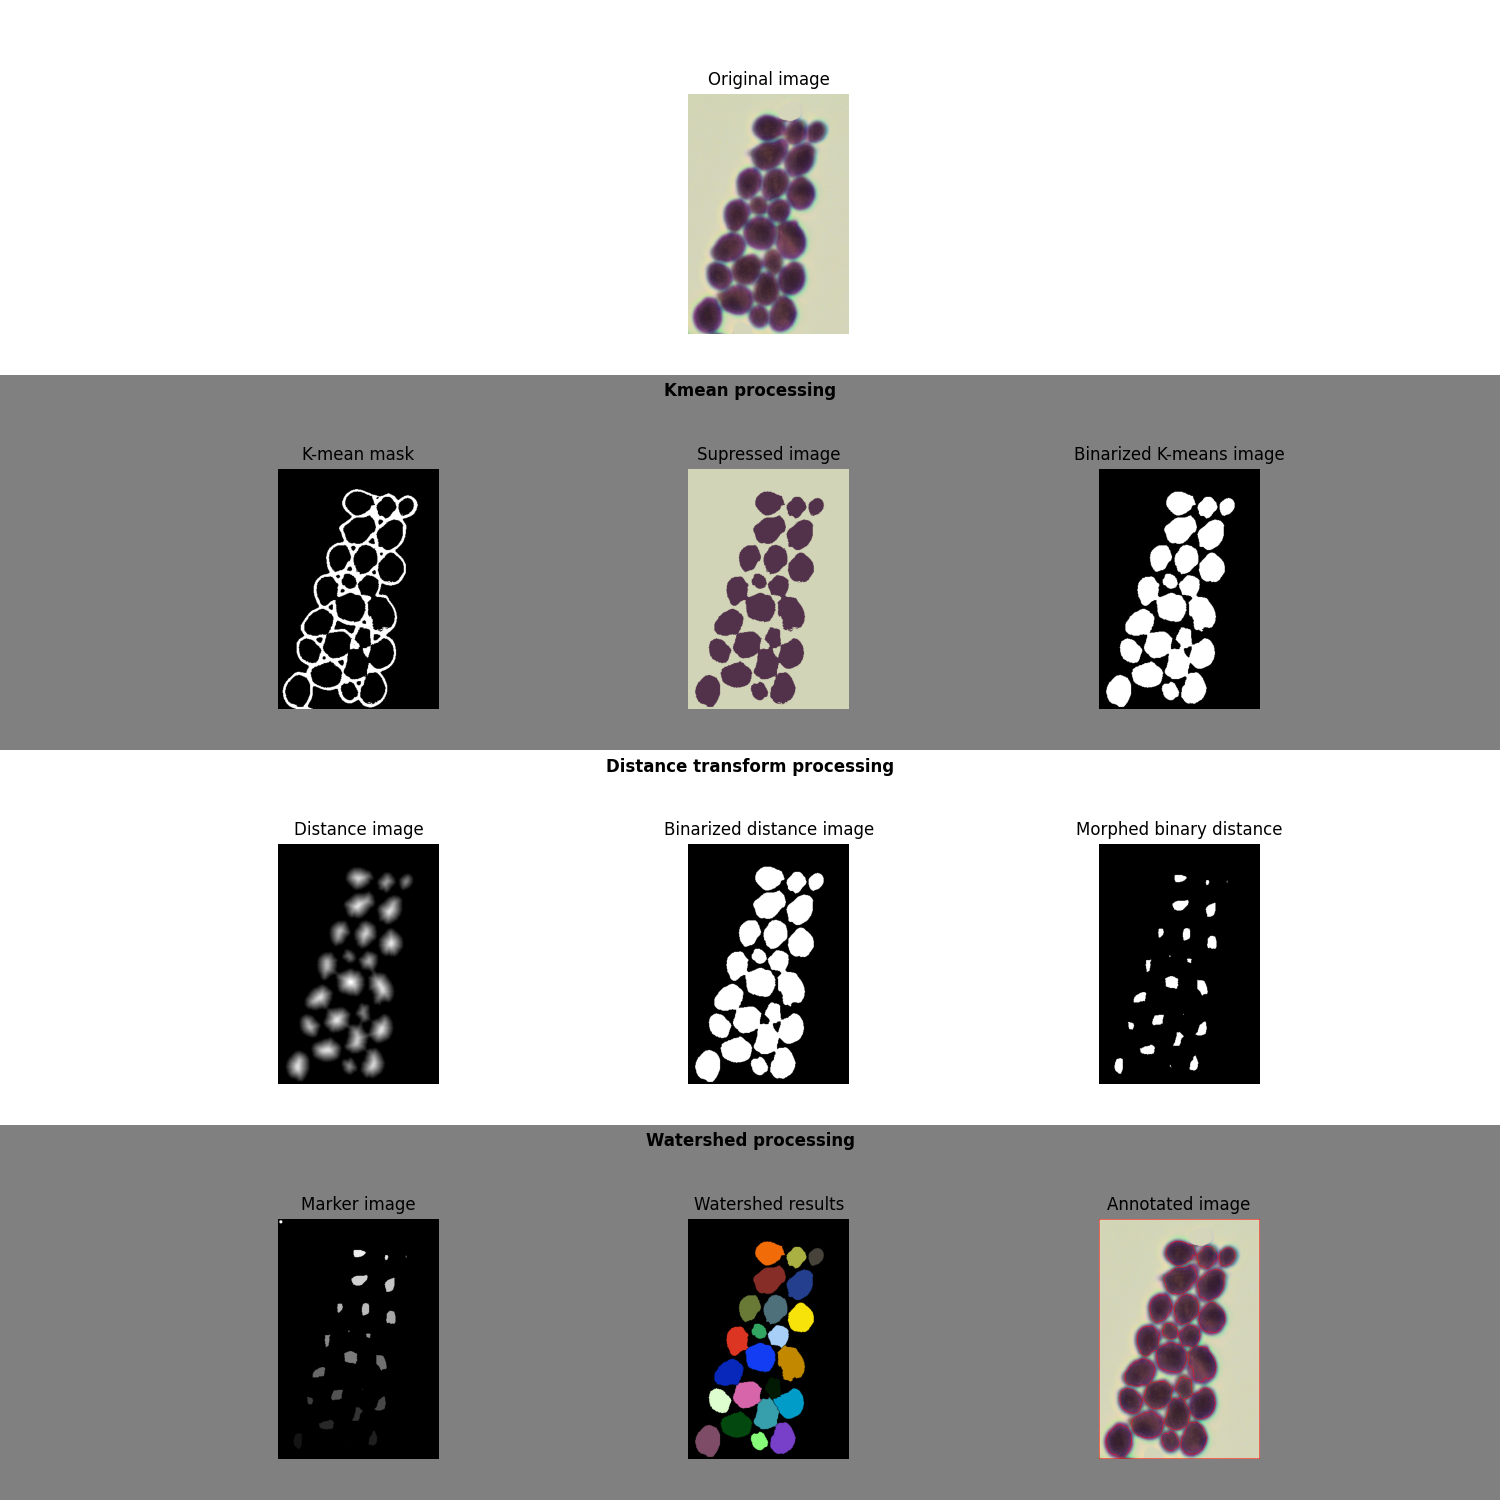 Original image
Kmean processing
K-mean mask
Supressed image
Binarized K-means image
Distance transform processing
Distance image
Binarized distance image
Morphed binary distance
Watershed processing
Marker image
Watershed results
Annotated image